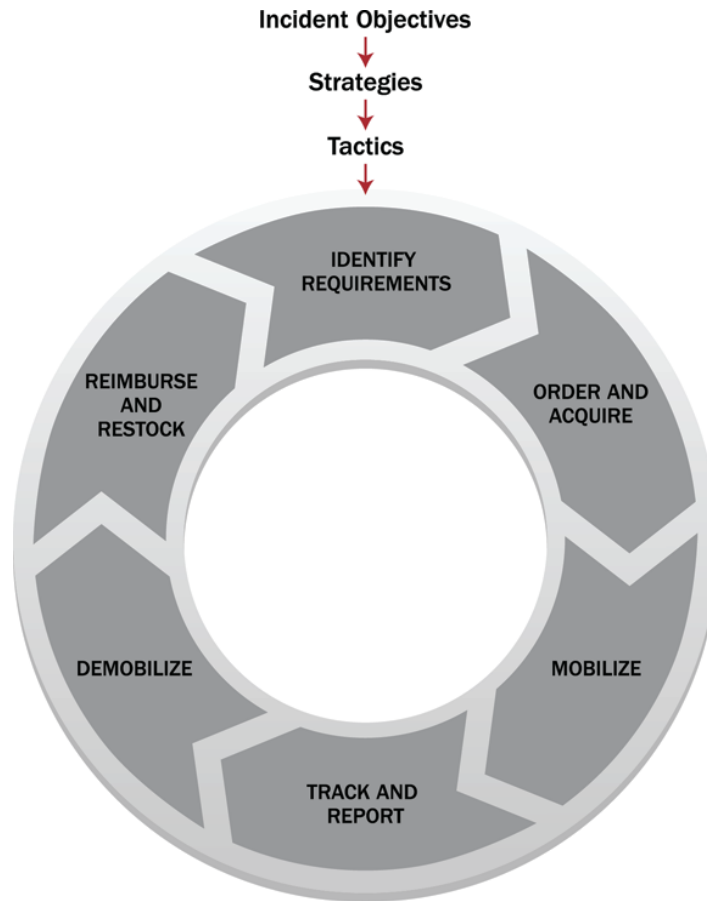 Incident Objectives
Strategies
Tactics
IDENTIFY
REQUIREMENTS
ORDER AND
ACQUIRE
MOBILIZE
TRACK AND
REPORT
DEMOBILIZE
REIMBURSE
AND
RESTOCK